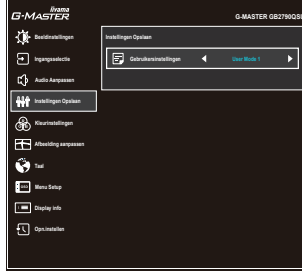 iiyama
G-MASTER
G-MASTER GB2790QSU
Beeldinstellingen
Instellingen Opslaan
Ingangsselectie
Gebruikersinstellingen User Mode 1
Audio Aanpassen
Instellingen Opslaan
Kleurinstellingen
Afbeelding aanpassen
Taal
Menu Setup
Display info
Opn.instellen